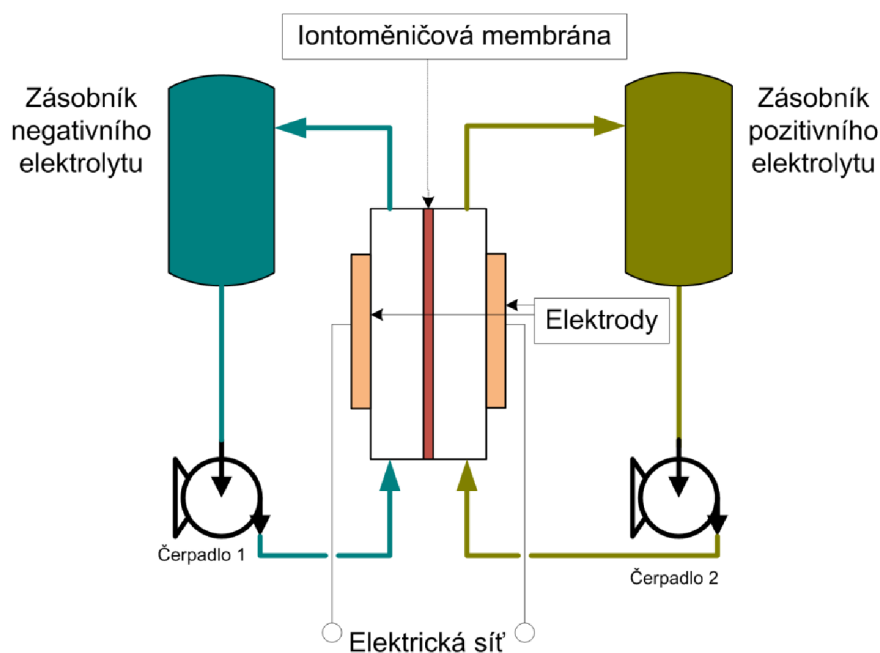 Iontoměničová membrána
Zásobník
negativního
elektrolytu
Zásobník
pozitivního
elektrolytu
Elektrody
Čerpadlo 1
Čerpadlo 2
Elektrická síť